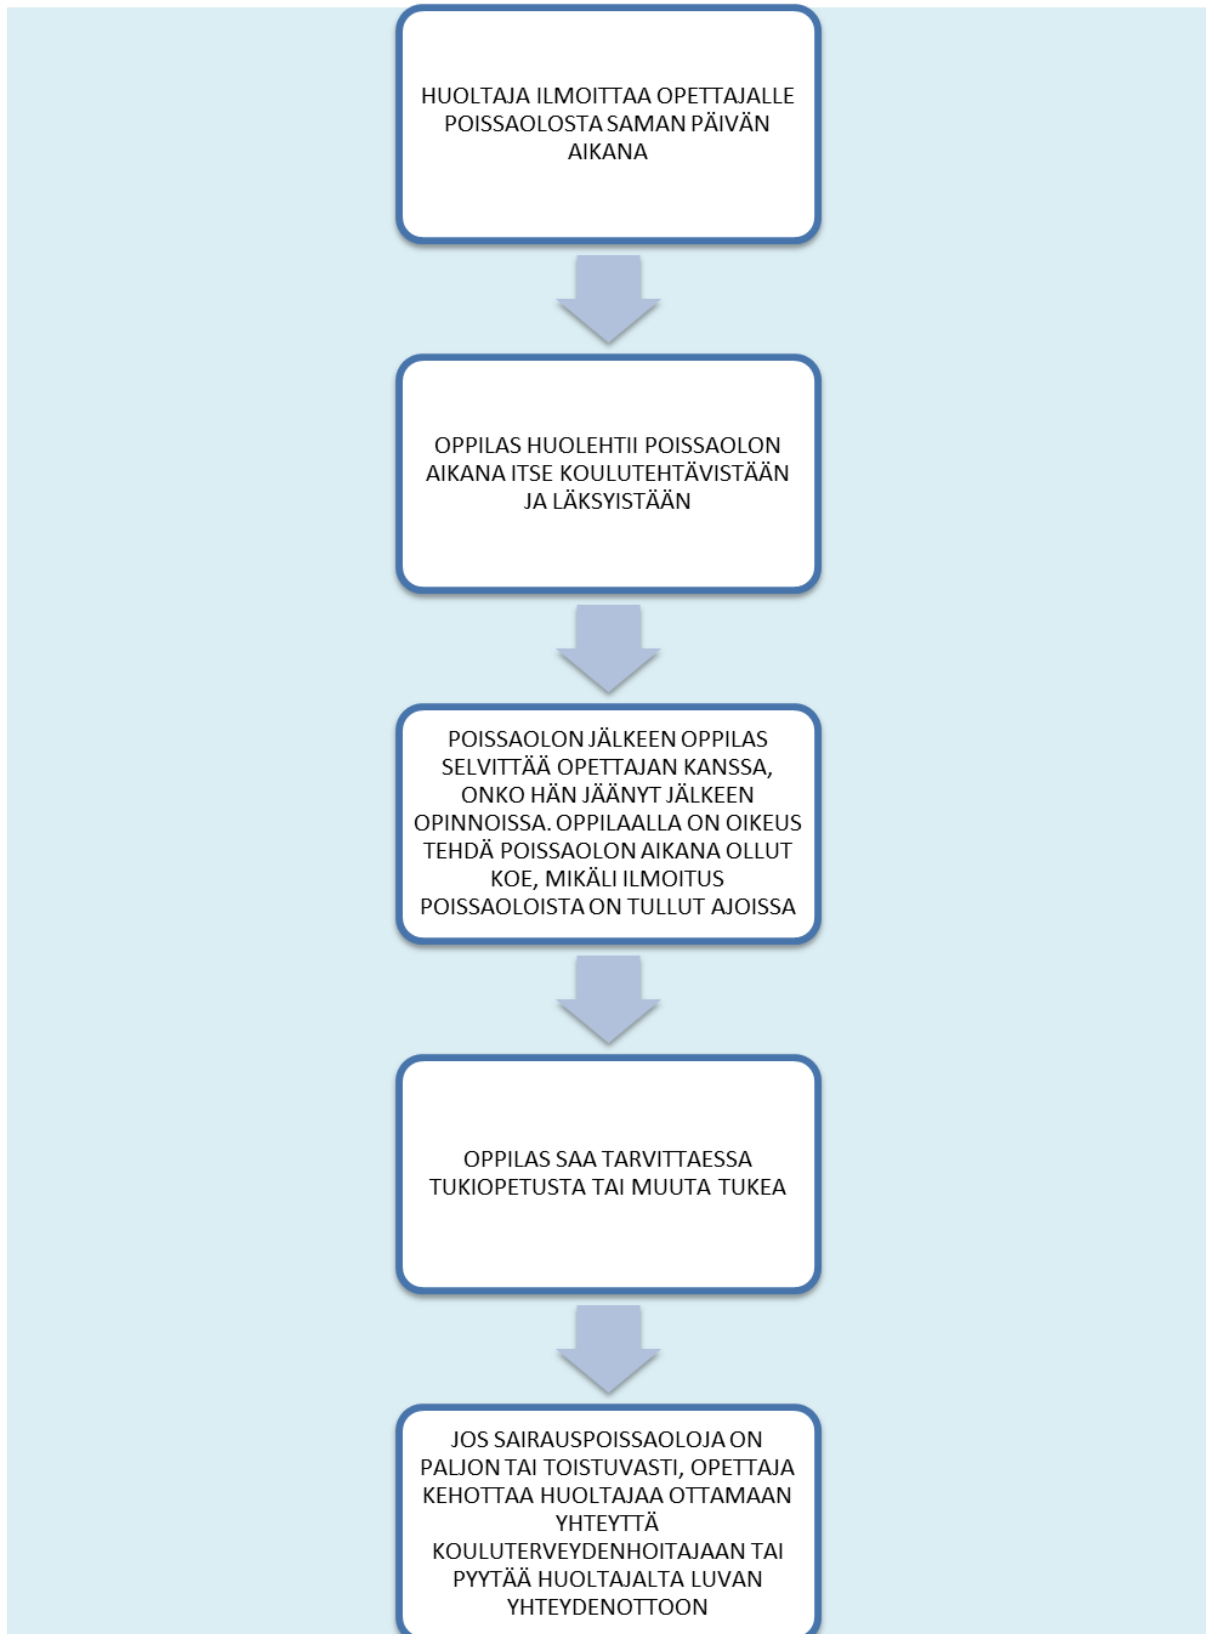 HUOLTAJA ILMOITTAA OPETTAJALLE
POISSAOLOSTA SAMAN PÄIVÄN
AIKANA
OPPILAS HUOLEHTII POISSAOLON
AIKANA ITSE KOULUTEHTÄVISTÄÄN
JA LÄKSYISTÄÄN
POISSAOLON JÄLKEEN OPPILAS
SELVITTÄÄ OPETTAJAN KANSSA,
ONKO HÄN JÄÄNYT JÄLKEEN
OPINNOISSA. OPPILAALLA ON OIKEUS
TEHDÄ POISSAOLON AIKANA OLLUT
KOE, MIKÄLI ILMOITUS
POISSAOLOISTA ON TULLUT AJOISSA
OPPILAS SAA TARVITTAESSA
TUKIOPETUSTA TAI MUUTA TUKEA
JOS SAIRAUSPOISSAOLOJA ON
PALJON TAI TOISTUVASTI, OPETTAJA
KEHOTTAA HUOLTAJAA OTTAMAAN
YHTEYTTÄ
KOULUTERVEYDENHOITAJAAN TAI
PYYTÄÄ HUOLTAJALTA LUVAN
YHTEYDENOTTOON